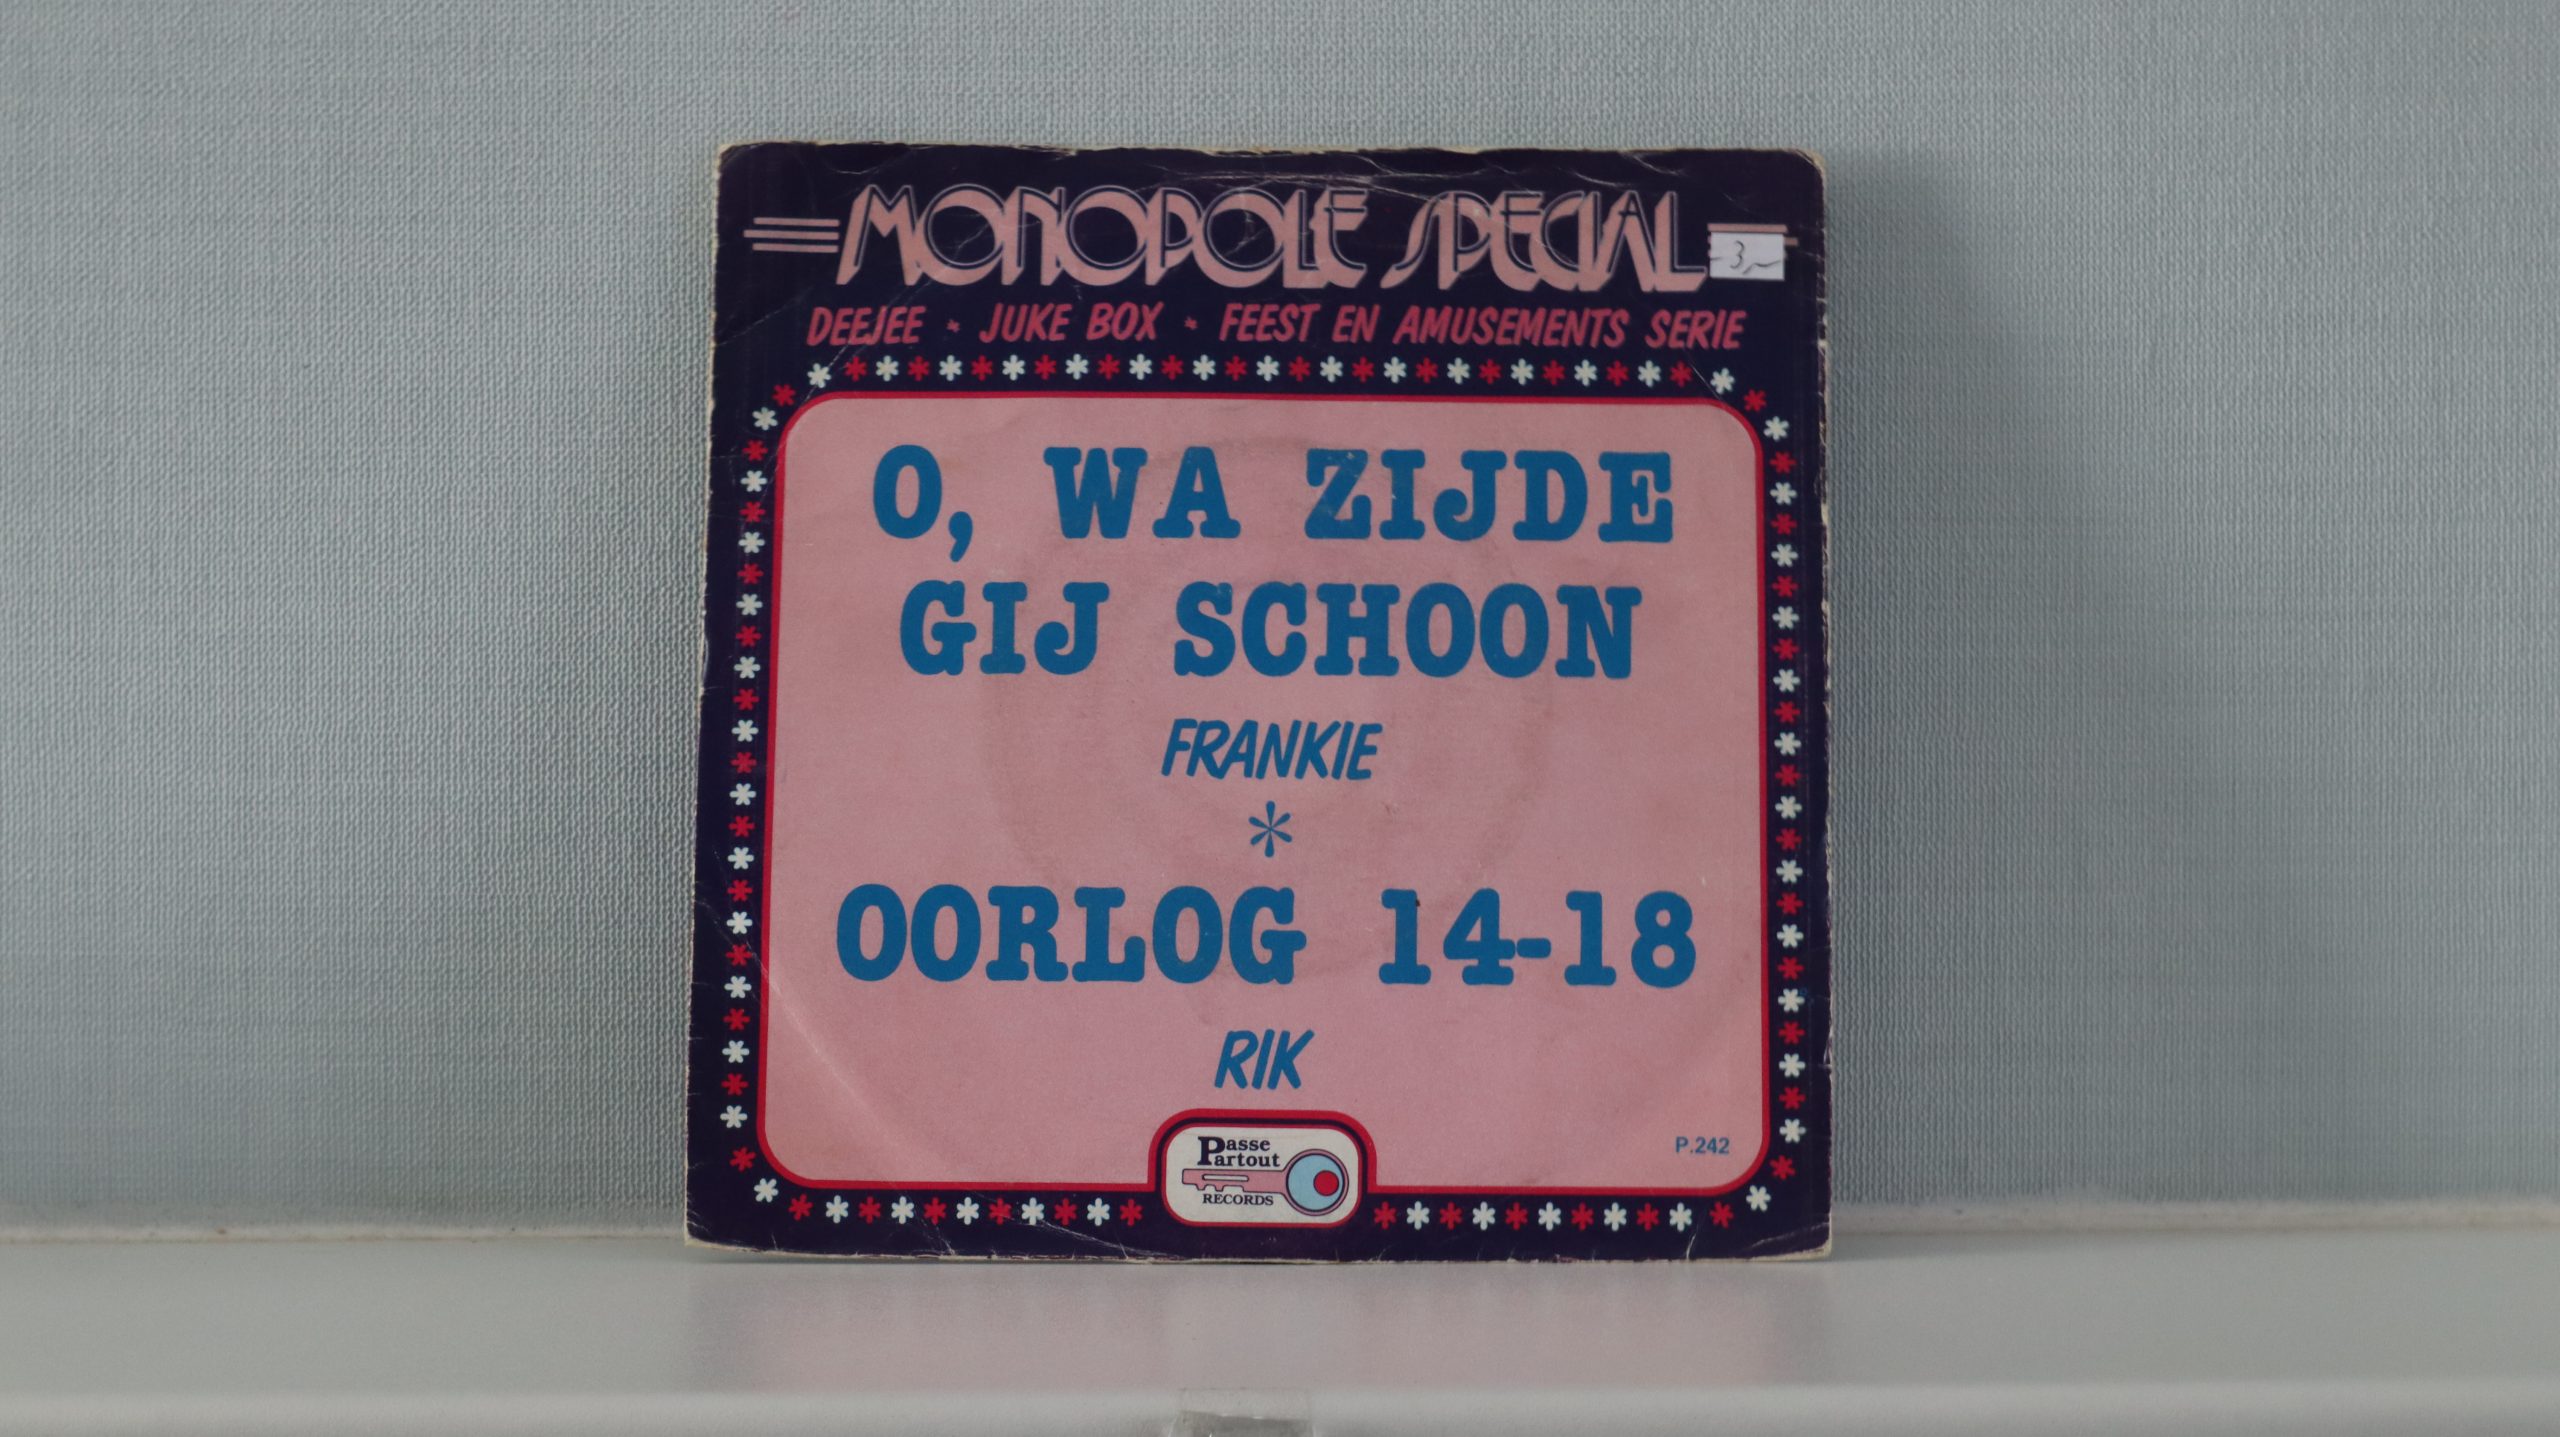 MONOPOLE SPECIAL
3,-
DEEJEE * JUKE BOX * FEEST EN AMUSEMENTS SERIE
O, WA ZIJDE
GIJ SCHOON
FRANKIE
*
OORLOG 14-18
RIK
P.242
Passe
Partout
RECORDS